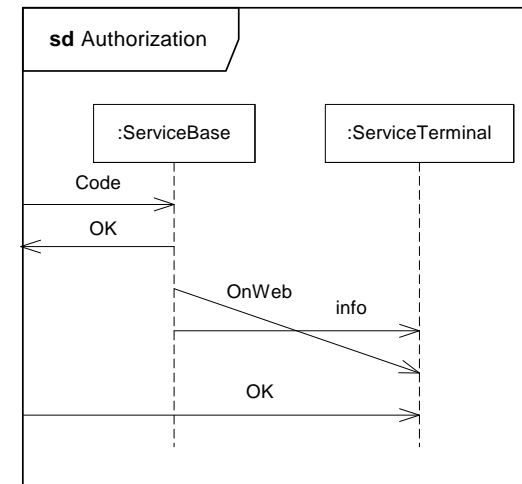 sd Authorization
:ServiceBase
:ServiceTerminal
Code
OK
OnWeb
info
OK